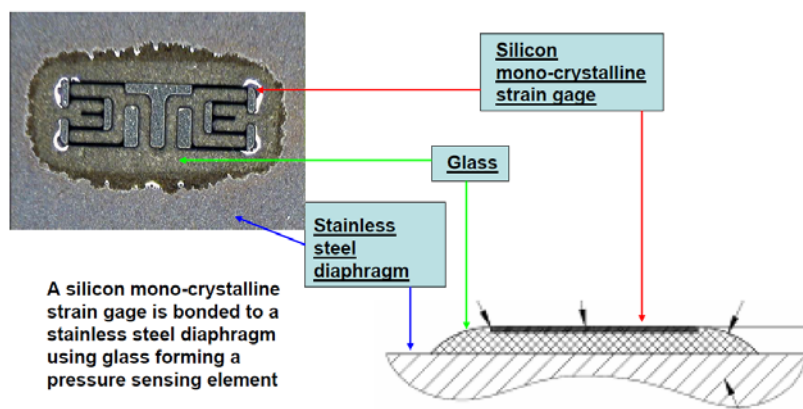 Silicon
mono-crystalline
strain gage
Glass
Stainless
steel
diaphragm
A silicon mono-crystalline
strain gage is bonded to a
stainless steel diaphragm
using glass forming a
pressure sensing element